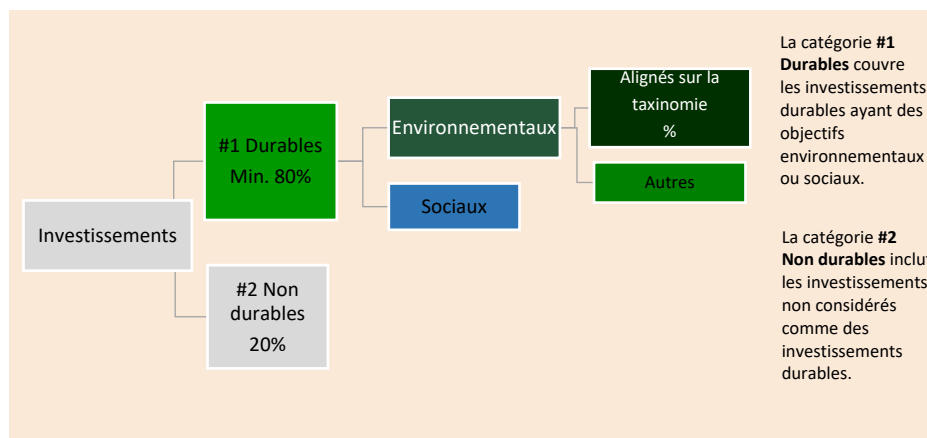 Investissements
#1 Durables
Min. 80%
#2 Non
durables
20%
Environnementaux
Sociaux
Alignés sur la
taxinomie
%
Autres
La catégorie #1
Durables couvre
les investissements
durables ayant des
objectifs
environnementaux
ou sociaux.
La catégorie #2
Non durables inclut
les investissements
non considérés
comme des
investissements
durables.